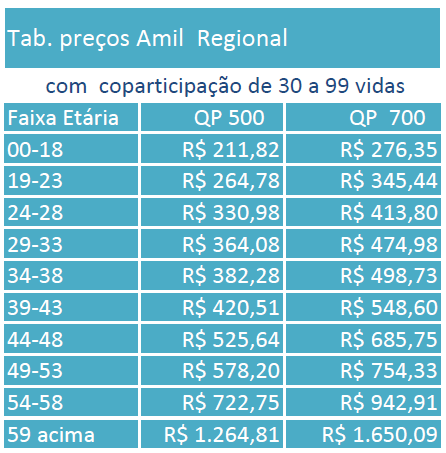 Tab. preços Amil Regional
com coparticipação de 30 a 99 vidas
Faixa Etária QP 500 QP 700
00-18 R$ 211,82 R$ 276,35
19-23 R$ 264,78 R$ 345,44
24-28 R$ 330,98 R$ 413,80
29-33 R$ 364,08 R$ 474,98
34-38 R$ 382,28 R$ 498,73
39-43 R$ 420,51 R$ 548,60
44-48 R$ 525,64 R$ 685,75
49-53 R$ 578,20 R$ 754,33
54-58 R$ 722,75 R$ 942,91
59 acima R$ 1.264,81 R$ 1.650,09